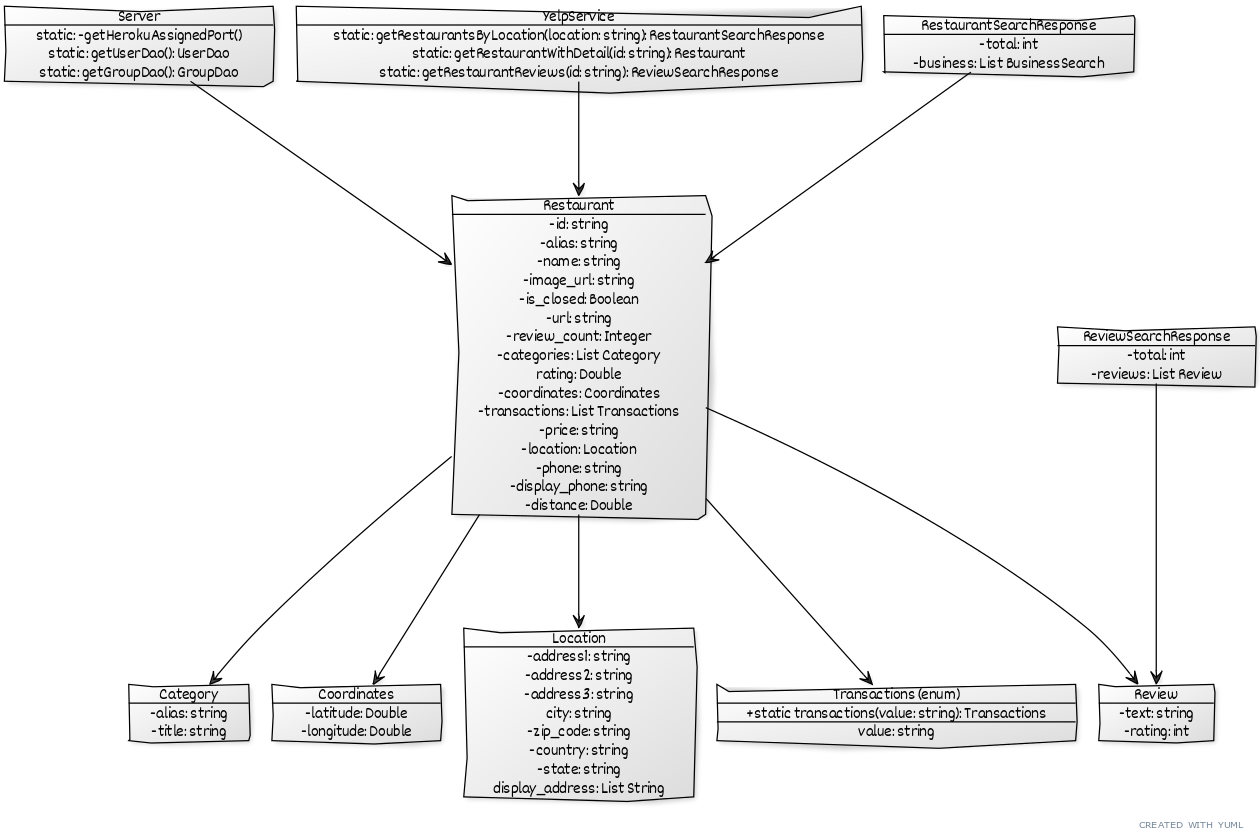 Server
static: -getHerokuAssignedPort()
static: getUserDao(): UserDao
static: getGroupDao(): GroupDao
YelpService
static: getRestaurantsByLocation(location: string): RestaurantSearchResponse
static: getRestaurantWithDetail(id: string): Restaurant
static: getRestaurantReviews(id: string): ReviewSearchResponse
RestaurantSearchResponse
-total: int
-business: List BusinessSearch
Restaurant
-id: string
-alias: string
-name: string
-image_url: string
-is_closed: Boolean
-url: string
-review_count: Integer
-categories: List Category
rating: Double
-coordinates: Coordinates
-transactions: List Transactions
-price: string
-location: Location
-phone: string
-display_phone: string
-distance: Double
ReviewSearchResponse
-total: int
-reviews: List Review
Category
-alias: string
-title: string
Coordinates
-latitude: Double
-longitude: Double
Location
-address1: string
-address2: string
-address3: string
city: string
-zip_code: string
-country: string
-state: string
display_address: List String
Transactions (enum)
+static transactions(value: string): Transactions
value: string
Review
-text: string
-rating: int
CREATED WITH YUML